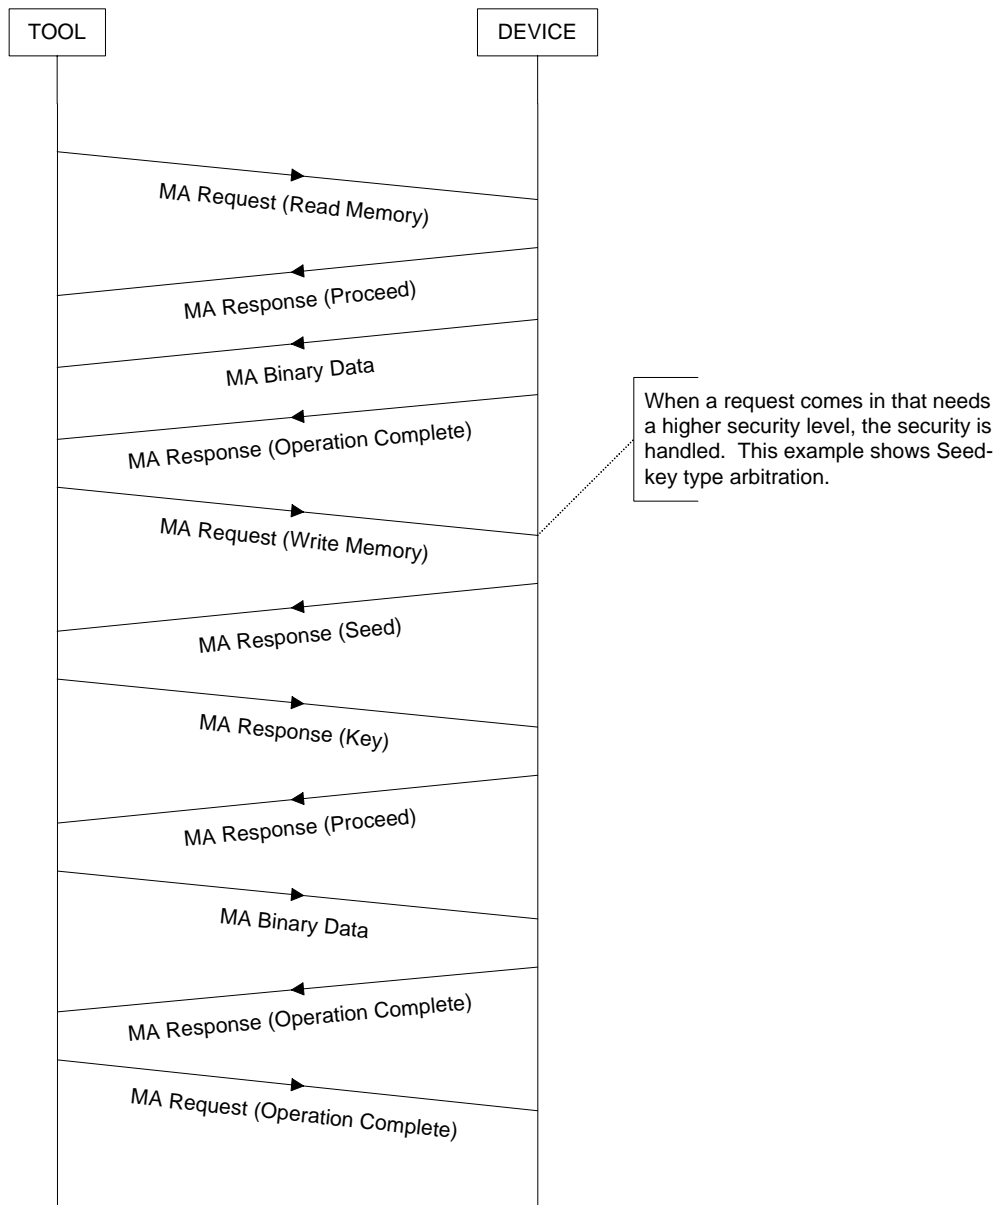 TOOL
DEVICE
MA Request (Read Memory)
MA Response (Proceed)
MA Binary Data
MA Response (Operation Complete)
When a request comes in that needs
a higher security level, the security is
handled.  This example shows Seed-
key type arbitration.
MA Request (Write Memory)
MA Response (Seed)
MA Response (Key)
MA Response (Proceed)
MA Binary Data
MA Response (Operation Complete)
MA Request (Operation Complete)